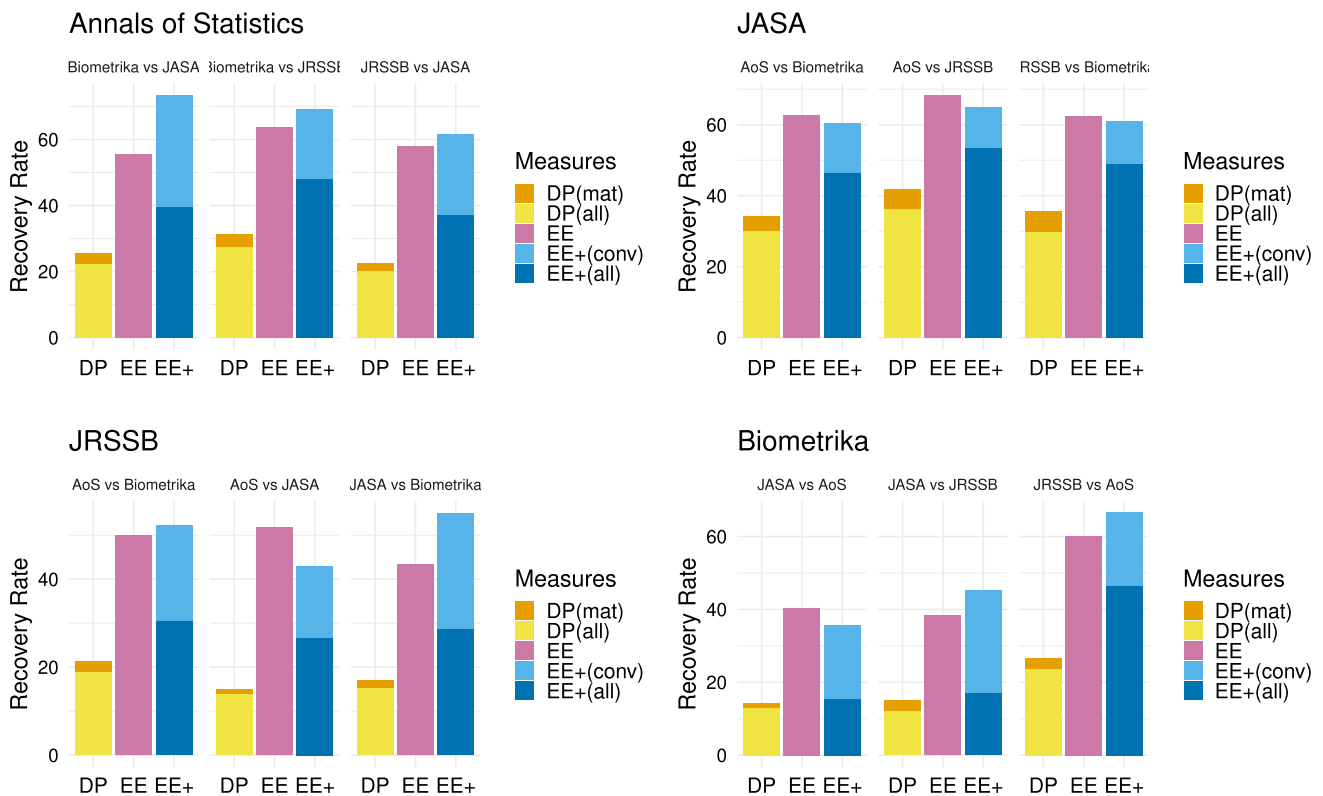 Annals of Statistics
Biometrika vs JASA
Biometrika vs JRSSB
JRSSB vs JASA
Recovery Rate
60
40
20
0
DP EE EE+
DP EE EE+
DP EE EE+
Measures
DP(mat)
DP(all)
EE
EE+(conv)
EE+(all)
JASA
AoS vs Biometrika
AoS vs JRSSB
RSSB vs Biometrika
Recovery Rate
60
40
20
0
DP EE EE+
DP EE EE+
DP EE EE+
Measures
DP(mat)
DP(all)
EE
EE+(conv)
EE+(all)
JRSSB
AoS vs Biometrika
AoS vs JASA
JASA vs Biometrika
Recovery Rate
40
20
0
DP EE EE+
DP EE EE+
DP EE EE+
Measures
DP(mat)
DP(all)
EE
EE+(conv)
EE+(all)
Biometrika
JASA vs AoS
JASA vs JRSSB
JRSSB vs AoS
Recovery Rate
60
40
20
0
DP EE EE+
DP EE EE+
DP EE EE+
Measures
DP(mat)
DP(all)
EE
EE+(conv)
EE+(all)